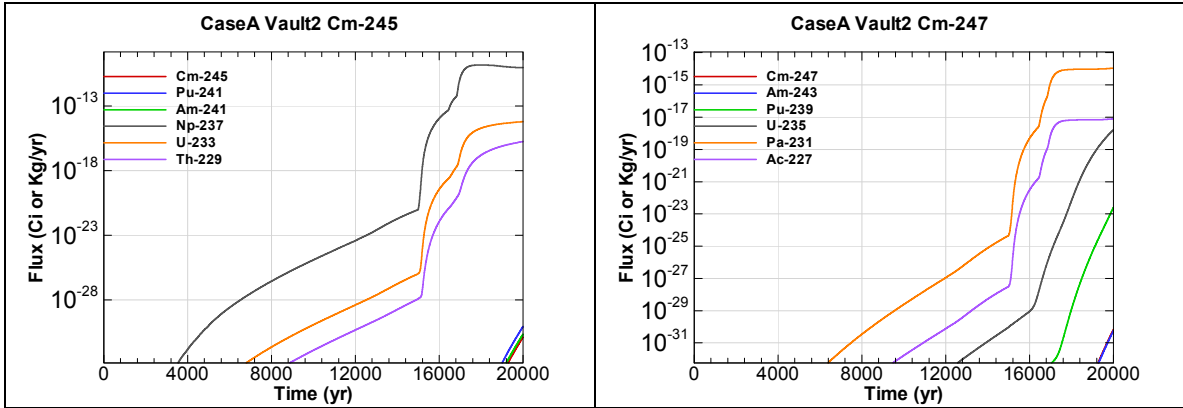 CaseA Vault2 Cm-245
Flux (Ci or Kg/yr)
10-13
10-18
10-23
10-28
Cm-245
Pu-241
Am-241
Np-237
U-233
Th-229
0 4000 8000 12000 16000 20000
Time (yr)
CaseA Vault2 Cm-247
Flux (Ci or Kg/yr)
10-13
10-15
10-17
10-19
10-21
10-23
10-25
10-27
10-29
10-31
Cm-247
Am-243
Pu-239
U-235
Pa-231
Ac-227
0 4000 8000 12000 16000 20000
Time (yr)